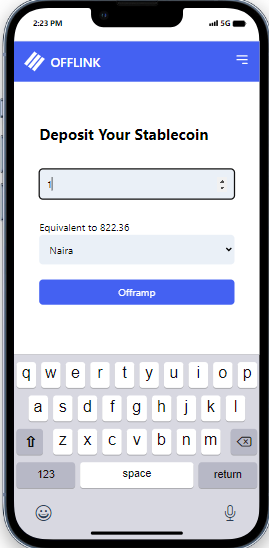 2:23 PM 5G
OFFLINK
Deposit Your Stablecoin
1
Equivalent to 822.36
Naira
Offramp
q w e r t y u i o p
a s d f g h j k l
z x c v b n m
123 space return